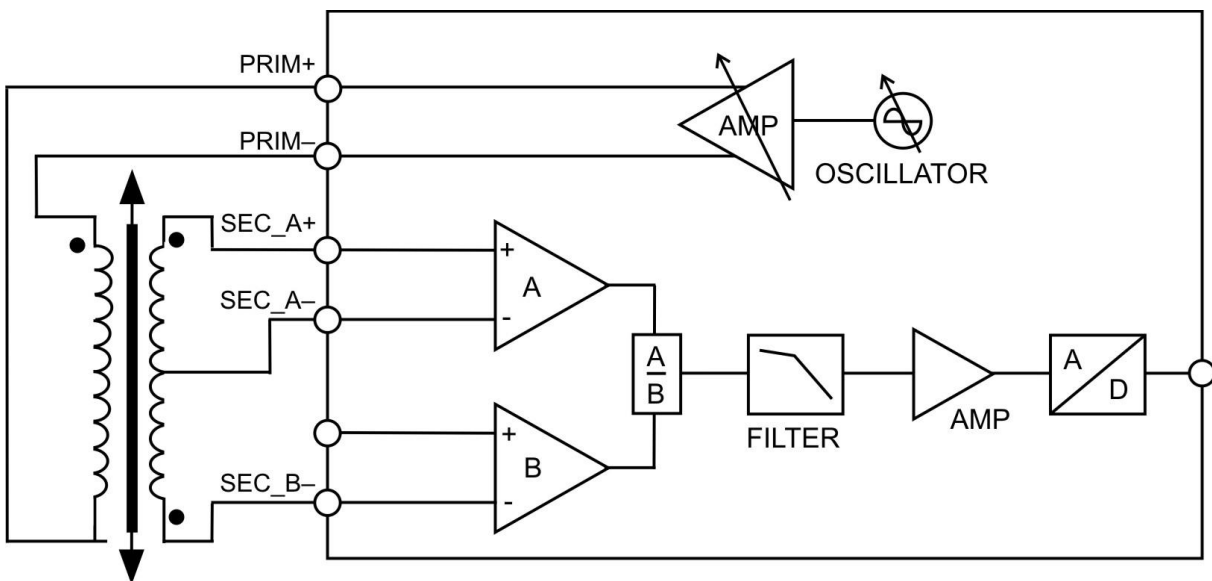 PRIM+
AMP
PRIM–
OSCILLATOR
SEC_A+
+
A
SEC_A–
-
A
B
A
D
+
AMP
FILTER
B
SEC_B–
-